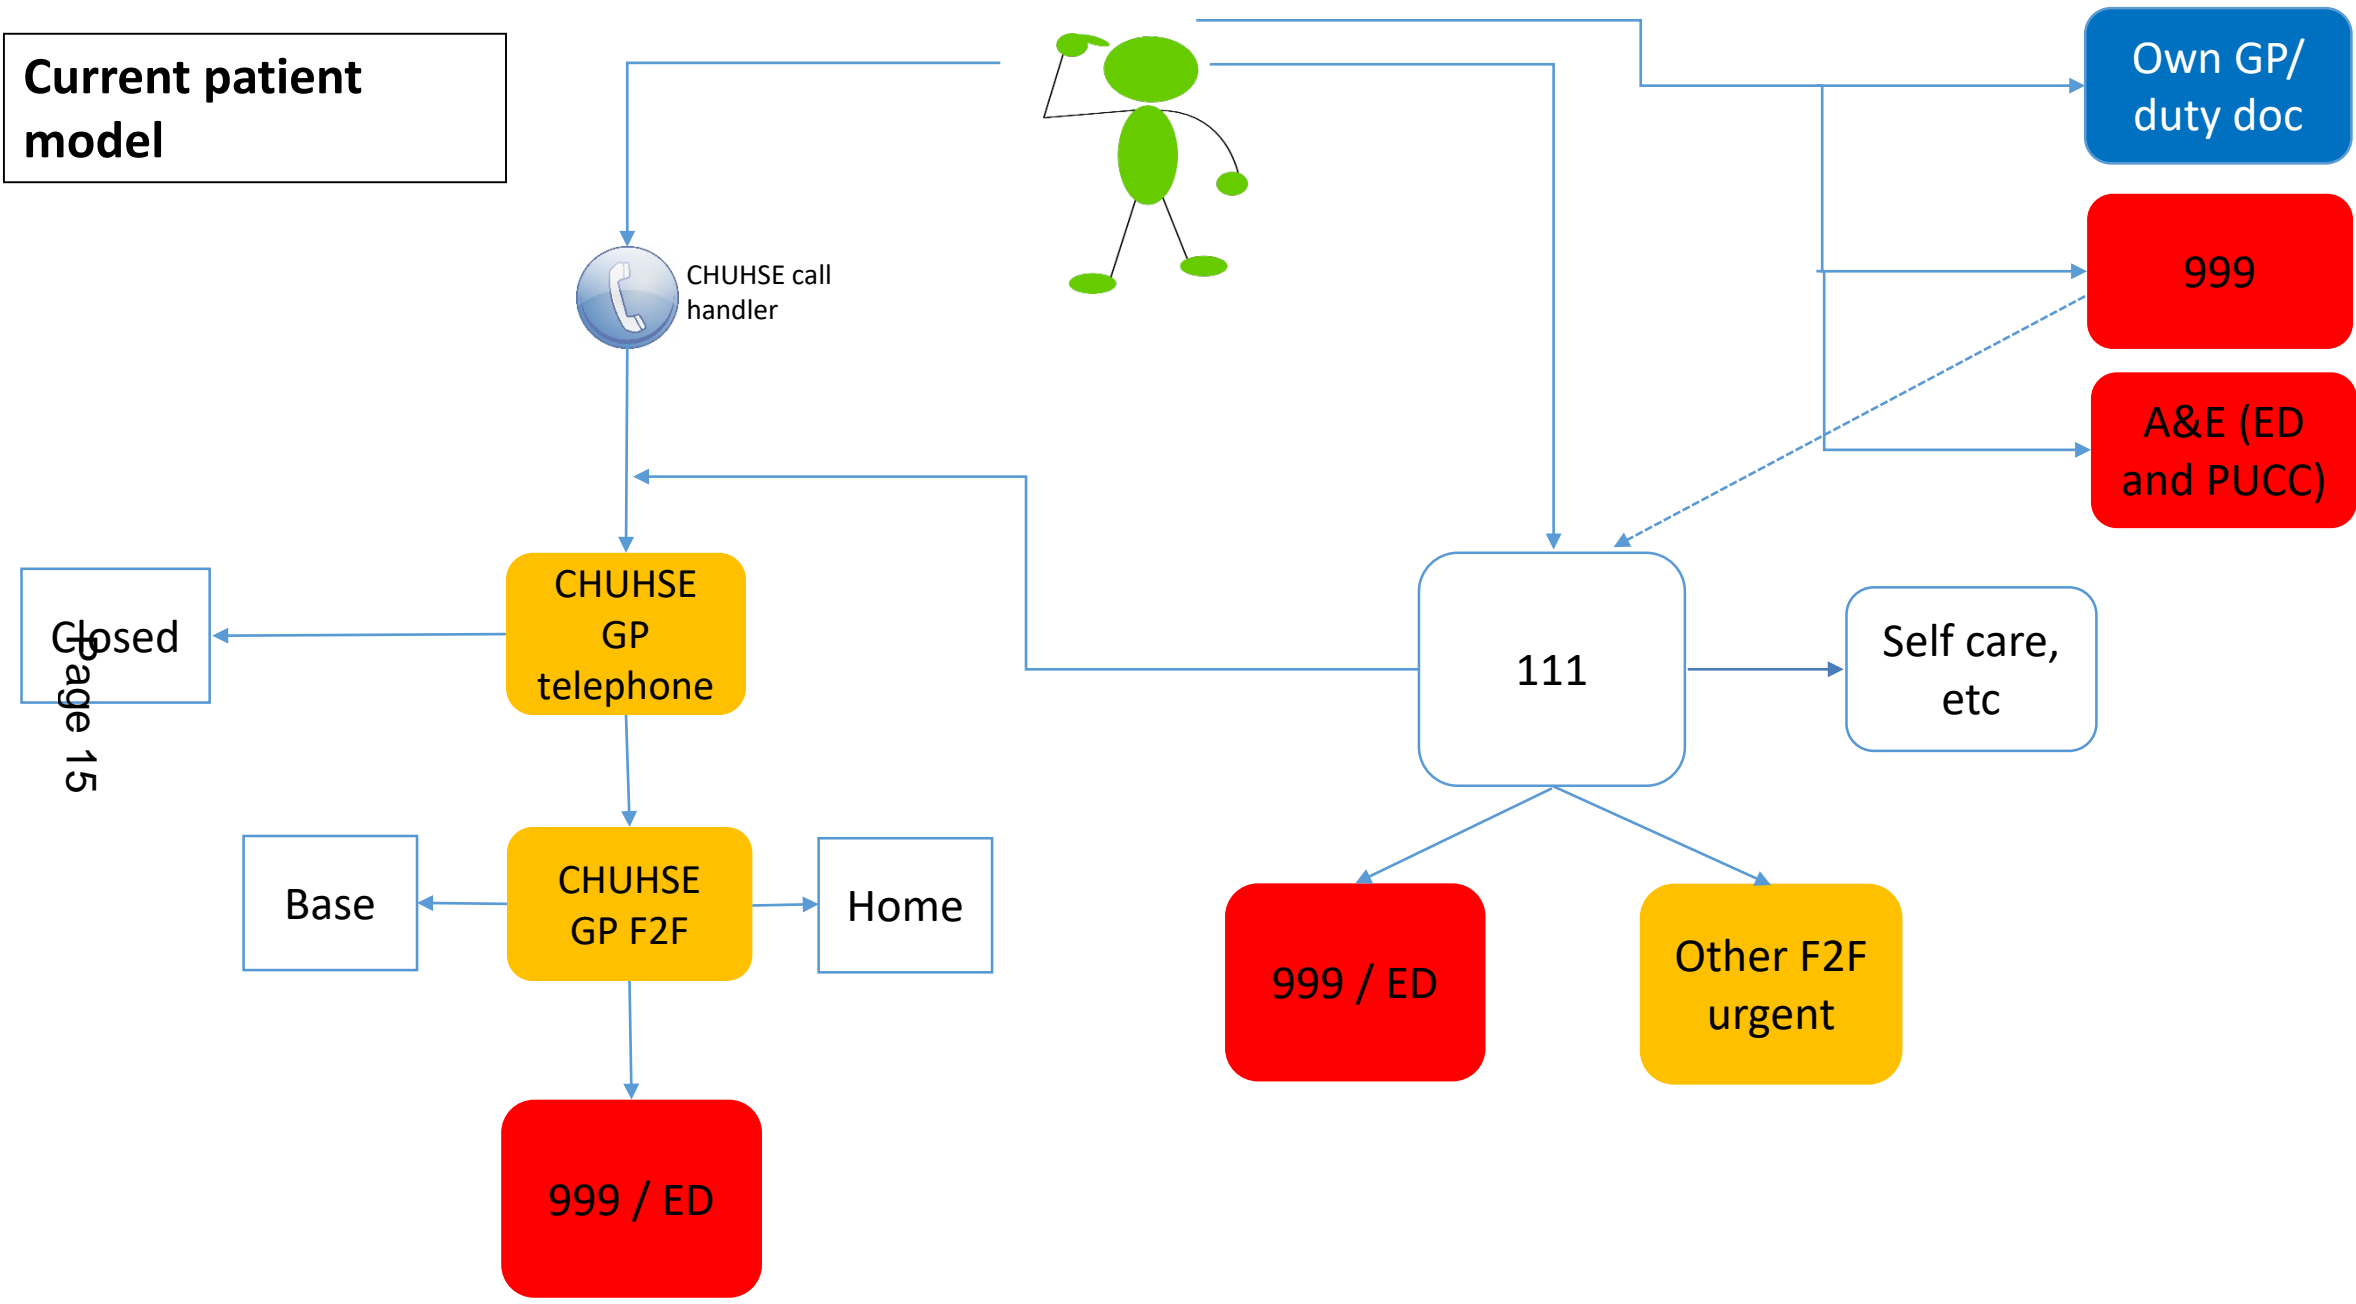 Current patient
model
Own GP/
duty doc
999
A&E (ED
and PUCC)
CHUHSE call
handler
Closed
CHUHSE
GP
telephone
111
Self care,
etc
Base
CHUHSE
GP F2F
Home
999 / ED
Other F2F
urgent
999 / ED
Page 15